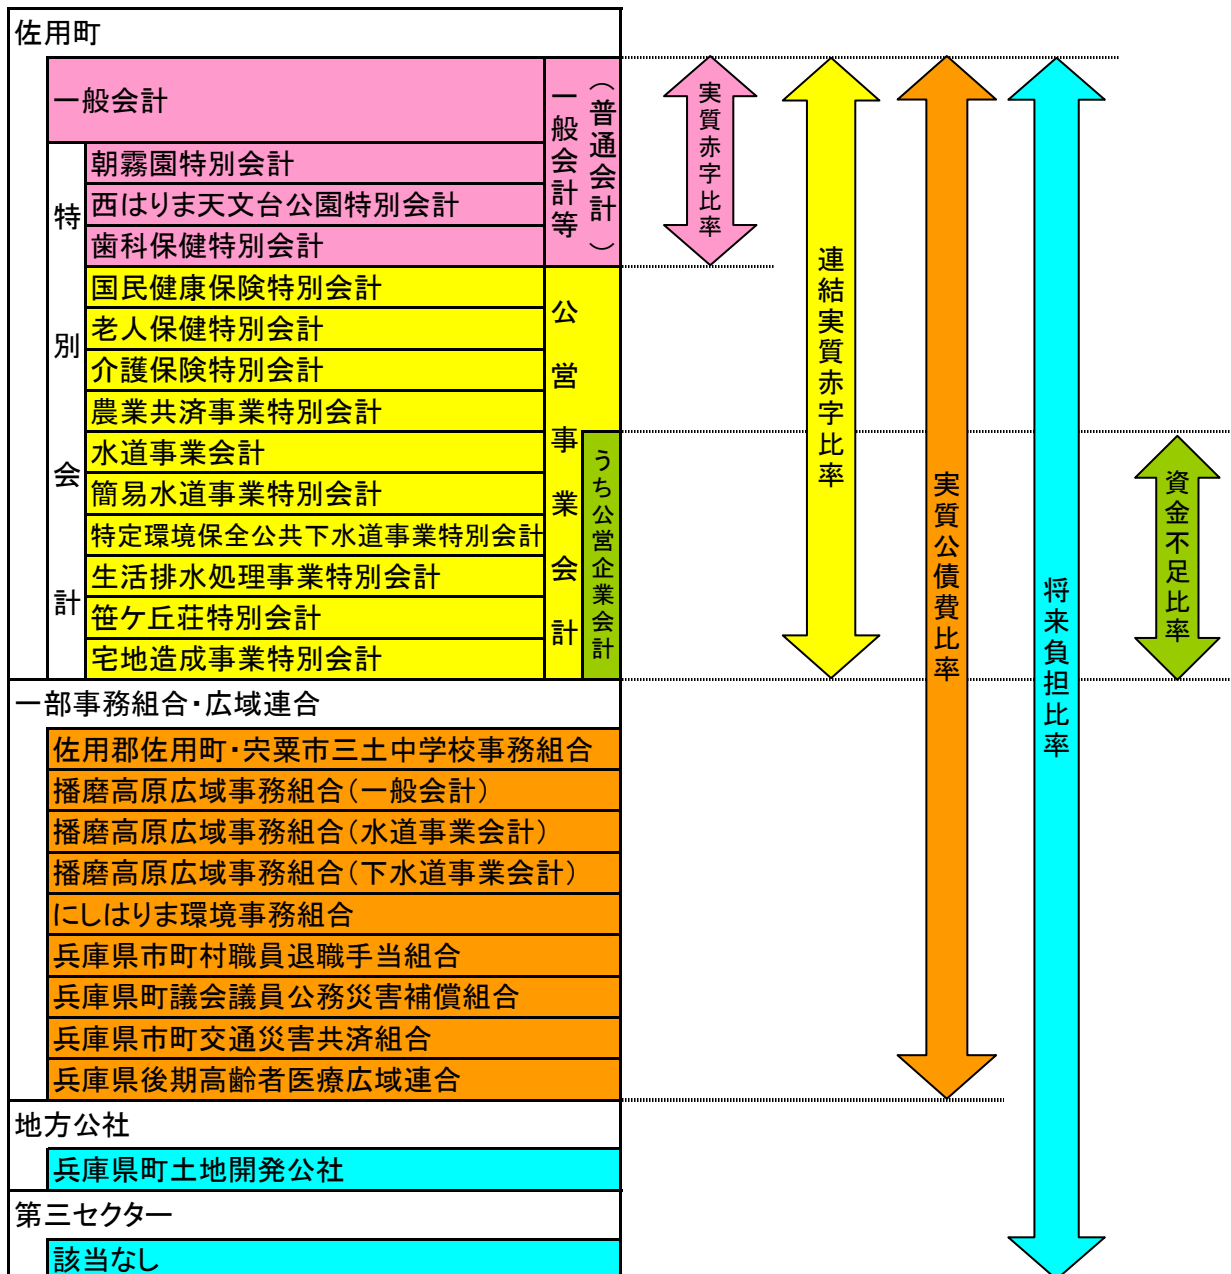 佐用町
一般会計
特別会計
朝霧園特別会計
西はりま天文台公園特別会計
歯科保健特別会計
国民健康保険特別会計
老人保健特別会計
介護保険特別会計
農業共済事業特別会計
水道事業会計
簡易水道事業特別会計
特定環境保全公共下水道事業特別会計
生活排水処理事業特別会計
笹ケ丘荘特別会計
宅地造成事業特別会計
一般会計等
（普通会計）
公営事業会計
うち公営企業会計
一部事務組合・広域連合
佐用郡佐用町・宍粟市三土中学校事務組合
播磨高原広域事務組合（一般会計）
播磨高原広域事務組合（水道事業会計）
播磨高原広域事務組合（下水道事業会計）
にしはりま環境事務組合
兵庫県市町村職員退職手当組合
兵庫県町議会議員公務災害補償組合
兵庫県市町交通災害共済組合
兵庫県後期高齢者医療広域連合
地方公社
兵庫県町土地開発公社
第三セクター
該当なし
実質赤字比率
連結実質赤字比率
実質公債費比率
将来負担比率
資金不足比率